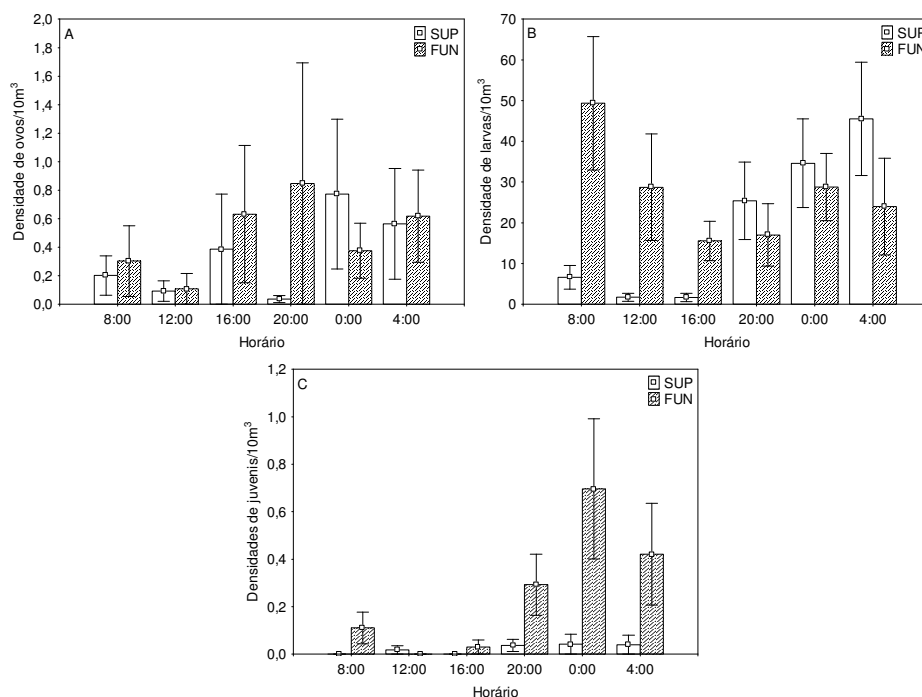 A
SUP
FUN
Densidade de ovos/10m³
2,0
1,8
1,6
1,4
1,2
1,0
0,8
0,6
0,4
0,2
0,0
8:00 12:00 16:00 20:00 0:00 4:00
Horário
B
SUP
FUN
Densidade de larvas/10m³
70
60
50
40
30
20
10
0
8:00 12:00 16:00 20:00 0:00 4:00
Horário
C
SUP
FUN
Densidades de juvenis/10m³
1,2
1,0
0,8
0,6
0,4
0,2
0,0
8:00 12:00 16:00 20:00 0:00 4:00
Horário